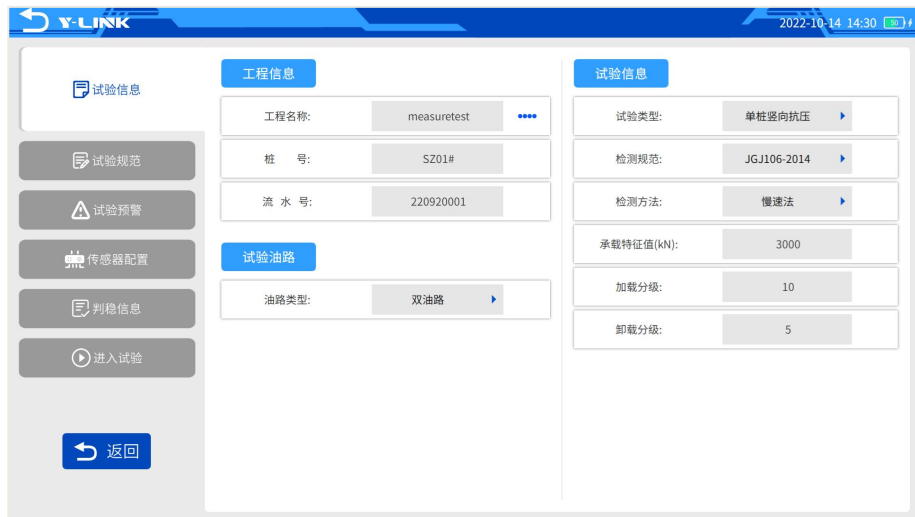 Y-LINK
2022-10-14 14:30
50
试验信息
试验规范
试验预警
传感器配置
判稳信息
进入试验
返回
工程信息
工程名称: measuretest
桩 号: SZ01#
流 水 号: 220920001
试验油路
油路类型: 双油路
试验信息
试验类型: 单桩竖向抗压
检测规范: JGJ106-2014
检测方法: 慢速法
承载特征值(kN): 3000
加载分级: 10
卸载分级: 5